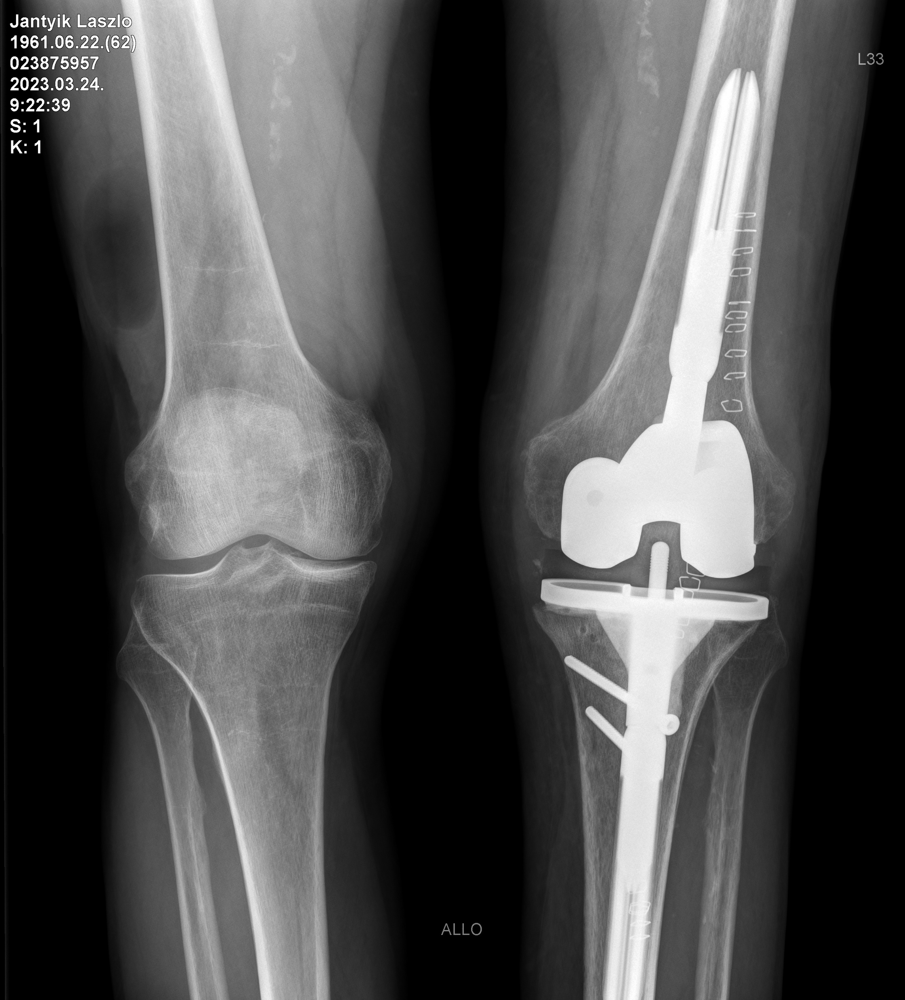 Jantyik Laszlo
1961.06.22.(62)
023875957
2023.03.24.
9:22:39
S: 1
K: 1
L33
ALLO